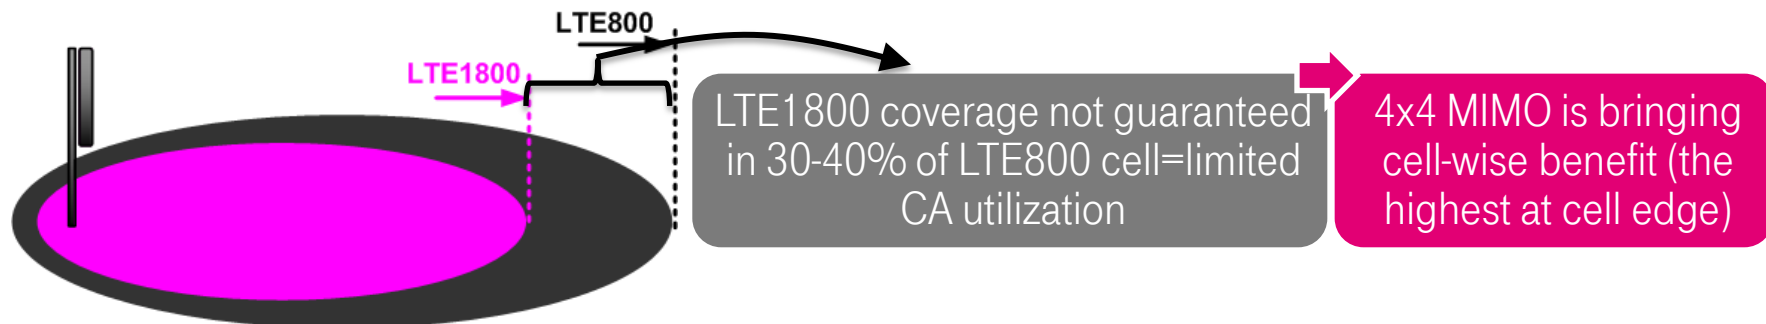 LTE800
LTE1800
LTE1800 coverage not guaranteed
in 30-40% of LTE800 cell=limited
CA utilization
4x4 MIMO is bringing
cell-wise benefit (the
highest at cell edge)